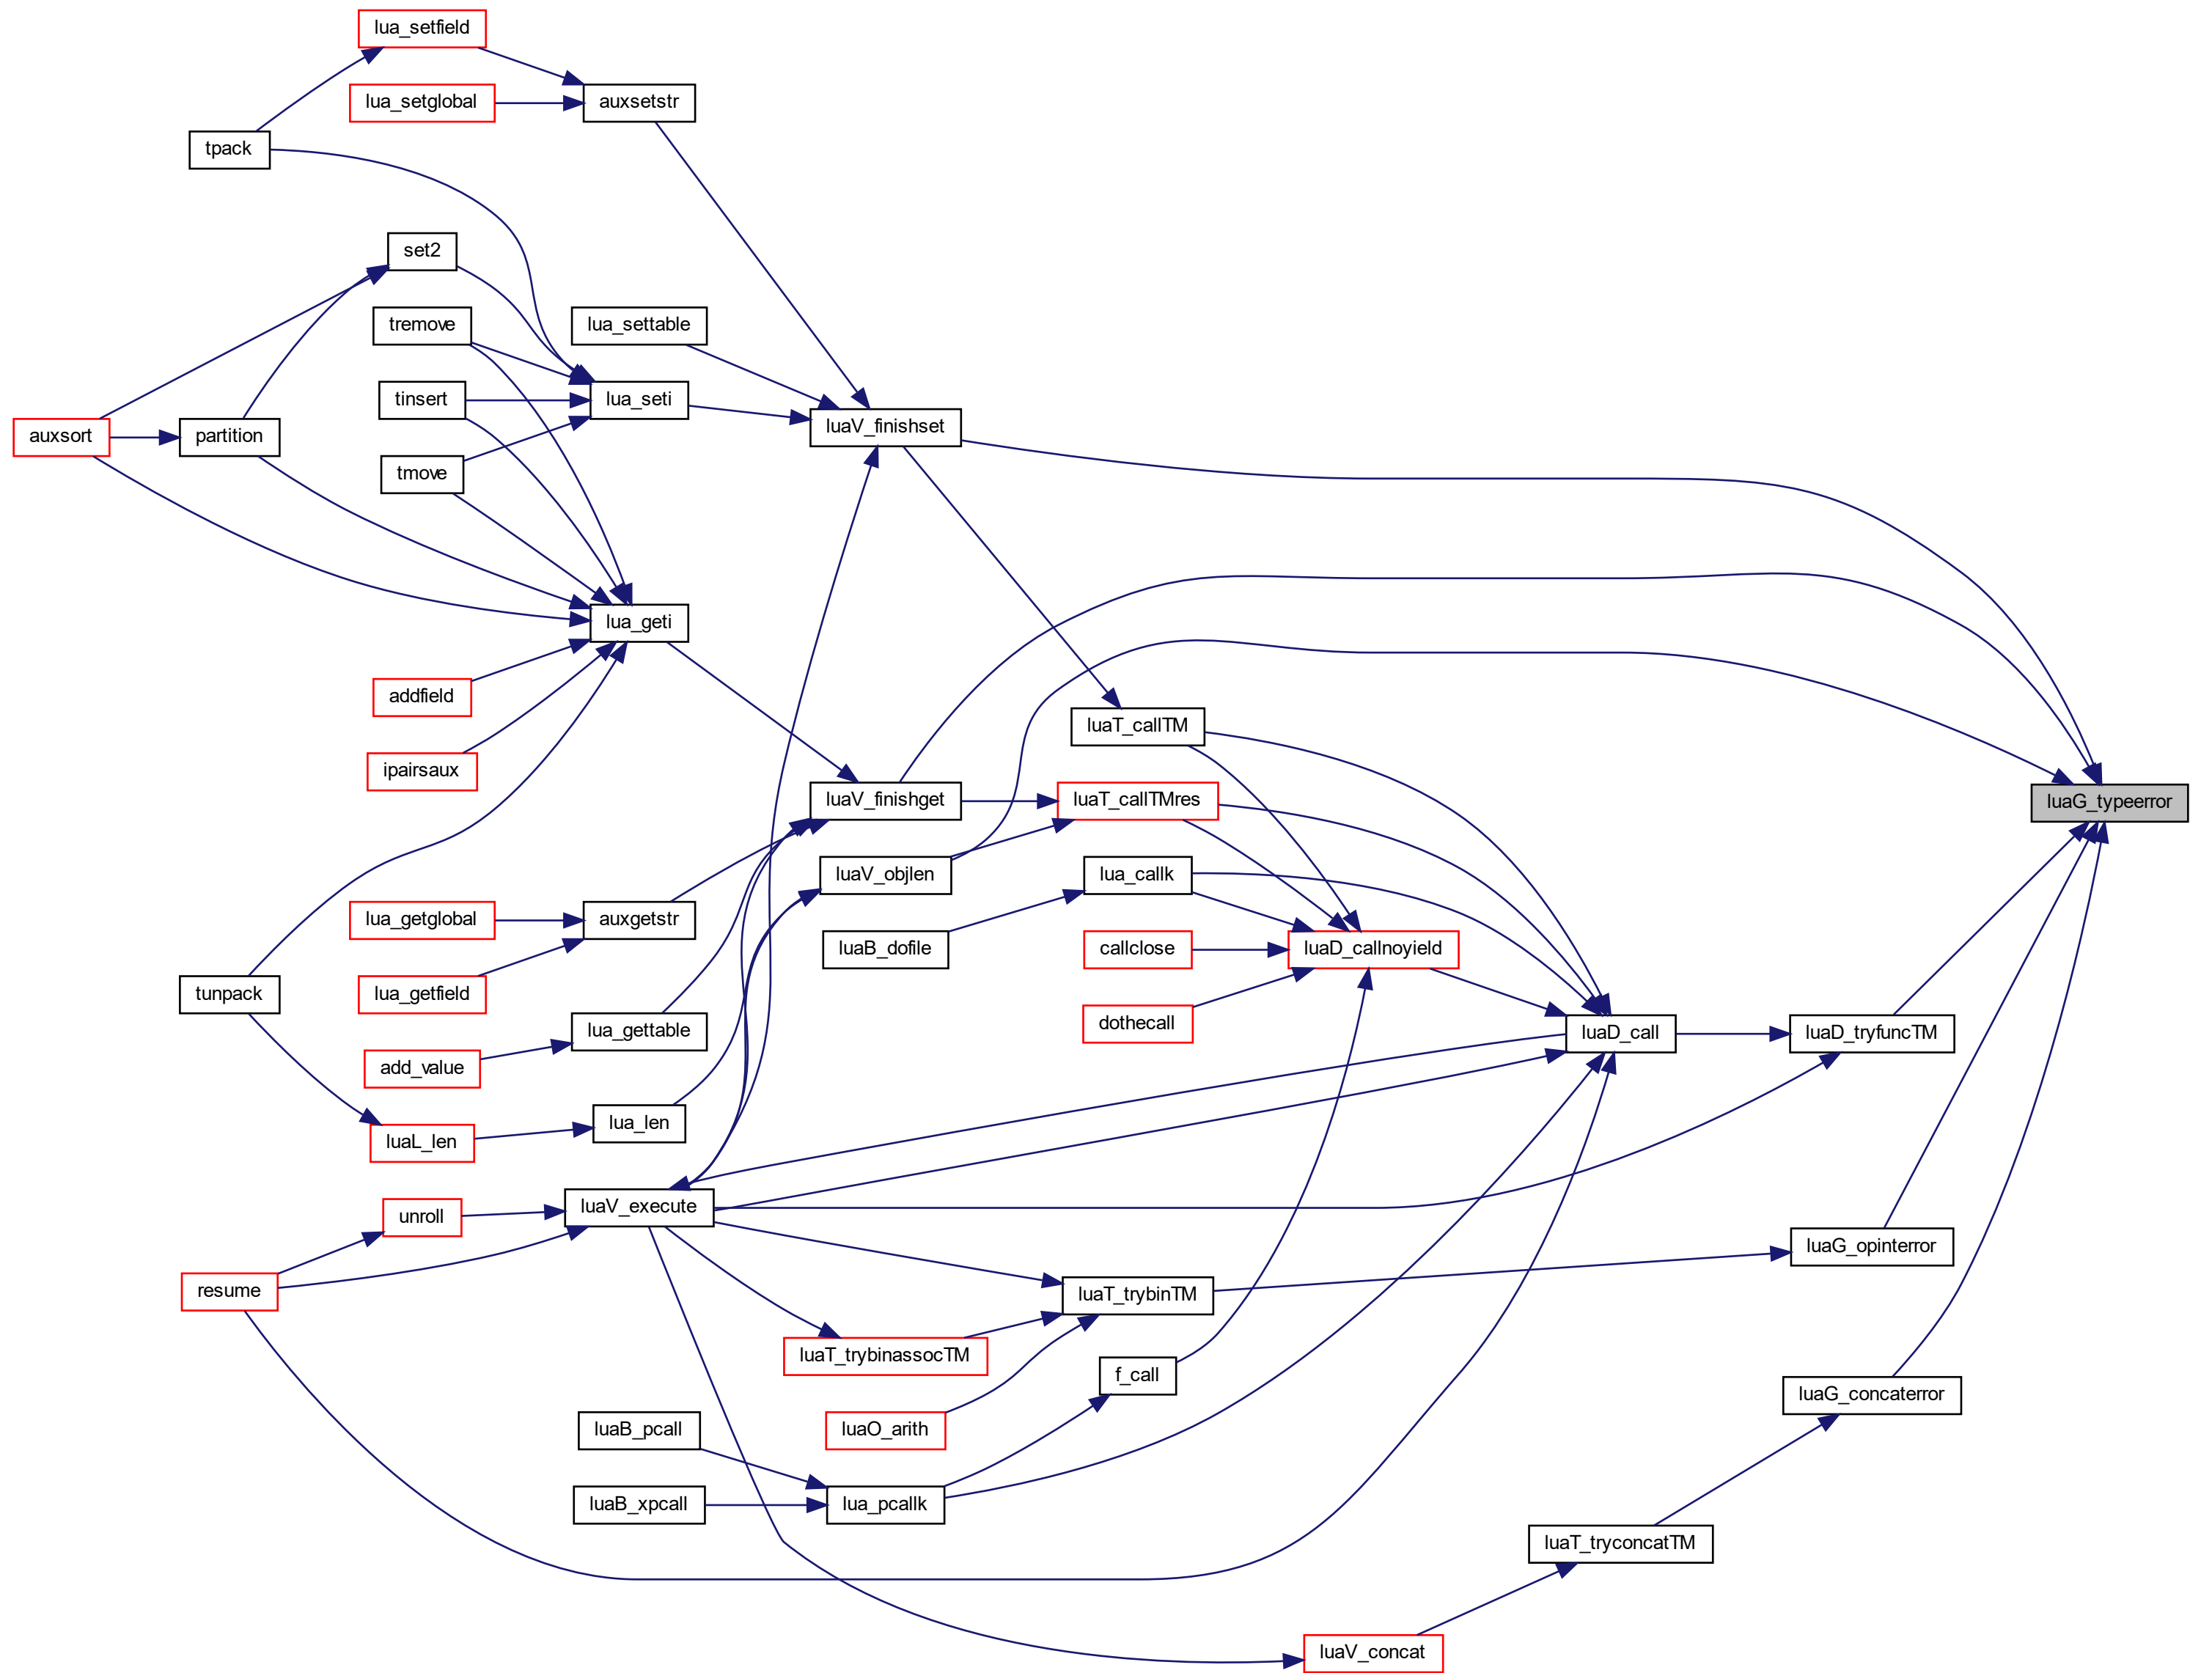 lua_setfield
lua_setglobal
auxsetstr
tpack
set2
tremove
lua_settable
tinsert
lua_seti
luaV_finishset
auxsort
partition
tmove
lua_geti
addfield
luaT_callTM
ipairsaux
luaV_finishget
luaT_callTMres
luaG_typeerror
luaV_objlen
lua_callk
lua_getglobal
auxgetstr
luaB_dofile
callclose
luaD_callnoyield
tunpack
lua_getfield
dothecall
lua_gettable
luaD_call
luaD_tryfuncTM
add_value
lua_len
luaL_len
luaV_execute
unroll
luaG_opinterror
resume
luaT_trybinTM
luaT_trybinassocTM
f_call
luaG_concaterror
luaB_pcall
luaO_arith
luaB_xpcall
lua_pcallk
luaT_tryconcatTM
luaV_concat